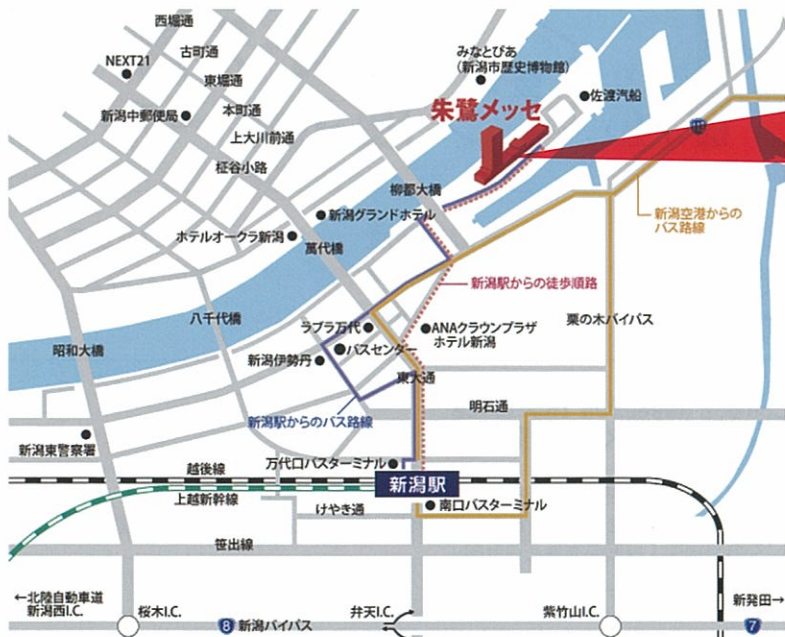 西堀通
古町通
NEXT21
東堀通
みなとぴあ
（新潟市歴史博物館）
佐渡汽船
本町通
新潟中郵便局
朱鷺メッセ
上大川前通
113
柾谷小路
柳都大橋
新潟グランドホテル
新潟空港からの
バス路線
ホテルオークラ新潟
萬代橋
新潟駅からの徒歩順路
八千代橋
ラブラ万代
ANAクラウンプラザ
ホテル新潟
栗の木バイパス
昭和大橋
バスセンター
新潟伊勢丹
東大通
明石通
新潟駅からのバス路線
新潟東警察署
万代口バスターミナル
越後線
新潟駅
上越新幹線
南口バスターミナル
けやき通
笹出線
←北陸自動車道
新潟西I.C.
桜木I.C.
弁天I.C.
紫竹山I.C.
新発田→
8
新潟バイパス
7